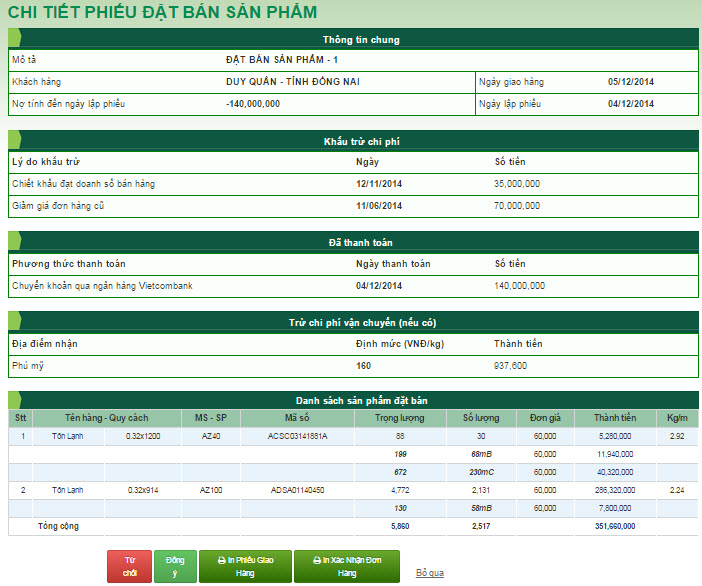 CHI TIẾT PHIẾU ĐẶT BÁN SẢN PHẨM
Thông tin chung
Mô tả ĐẶT BÁN SẢN PHẨM - 1
Khách hàng DUY QUÂN - TỈNH ĐỒNG NAI Ngày giao hàng 05/12/2014
Nợ tính đến ngày lập phiếu -140,000,000 Ngày lập phiếu 04/12/2014
Khấu trừ chi phí
Lý do khấu trừ Ngày Số tiền
Chiết khấu đạt doanh số bán hàng 12/11/2014 35,000,000
Giảm giá đơn hàng cũ 11/06/2014 70,000,000
Đã thanh toán
Phương thức thanh toán Ngày thanh toán Số tiền
Chuyển khoản qua ngân hàng Vietcombank 04/12/2014 140,000,000
Trừ chi phí vận chuyển (nếu có)
Địa điểm nhận Định mức (VNĐ/kg) Thành tiền
Phú mỹ 160 937,600
Danh sách sản phẩm đặt bán
Stt Tên hàng - Quy cách MS - SP Mã số Trọng lượng Số lượng Đơn giá Thành tiền Kg/m
1 Tôn Lạnh 0.32x1200 AZ40 ACSC03141881A 88 30 60,000 5,280,000 2.92
199 68mB 60,000 11,940,000
672 230mC 60,000 40,320,000
2 Tôn Lạnh 0.32x914 AZ100 ADSA01140450 4,772 2,131 60,000 286,320,000 2.24
130 58mB 60,000 7,800,000
Tổng cộng 5,860 2,517 351,660,000
Từ chối Đồng ý In Phiếu Giao Hàng In Xác Nhận Đơn Hàng Bỏ qua